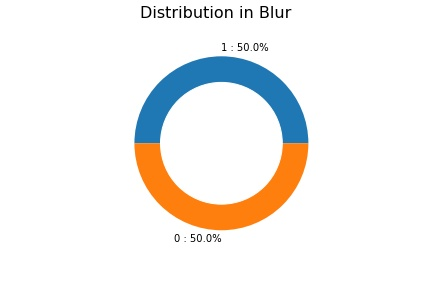 Distribution in Blur
1 : 50.0%
0 : 50.0%